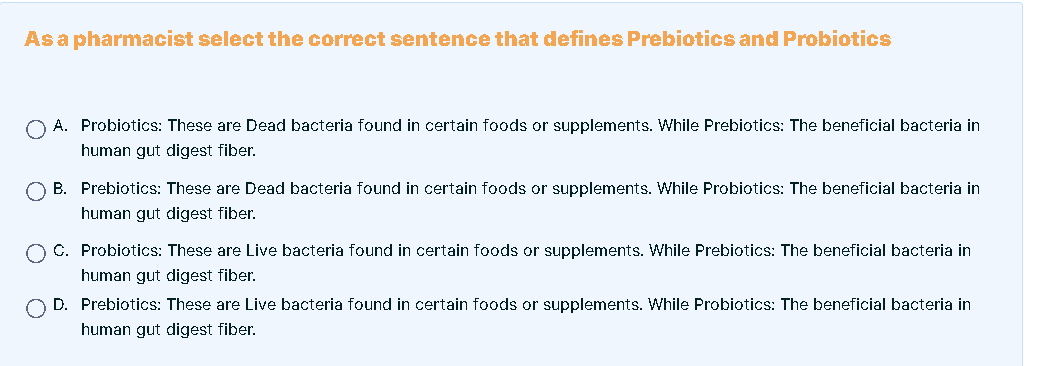 As a pharmacist select the correct sentence that defines Prebiotics and Probiotics
A. Probiotics: These are Dead bacteria found in certain foods or supplements. While Prebiotics: The beneficial bacteria in
human gut digest fiber.
B. Prebiotics: These are Dead bacteria found in certain foods or supplements. While Probiotics: The beneficial bacteria in
human gut digest fiber.
C. Probiotics: These are Live bacteria found in certain foods or supplements. While Prebiotics: The beneficial bacteria in
human gut digest fiber.
D. Prebiotics: These are Live bacteria found in certain foods or supplements. While Probiotics: The beneficial bacteria in
human gut digest fiber.